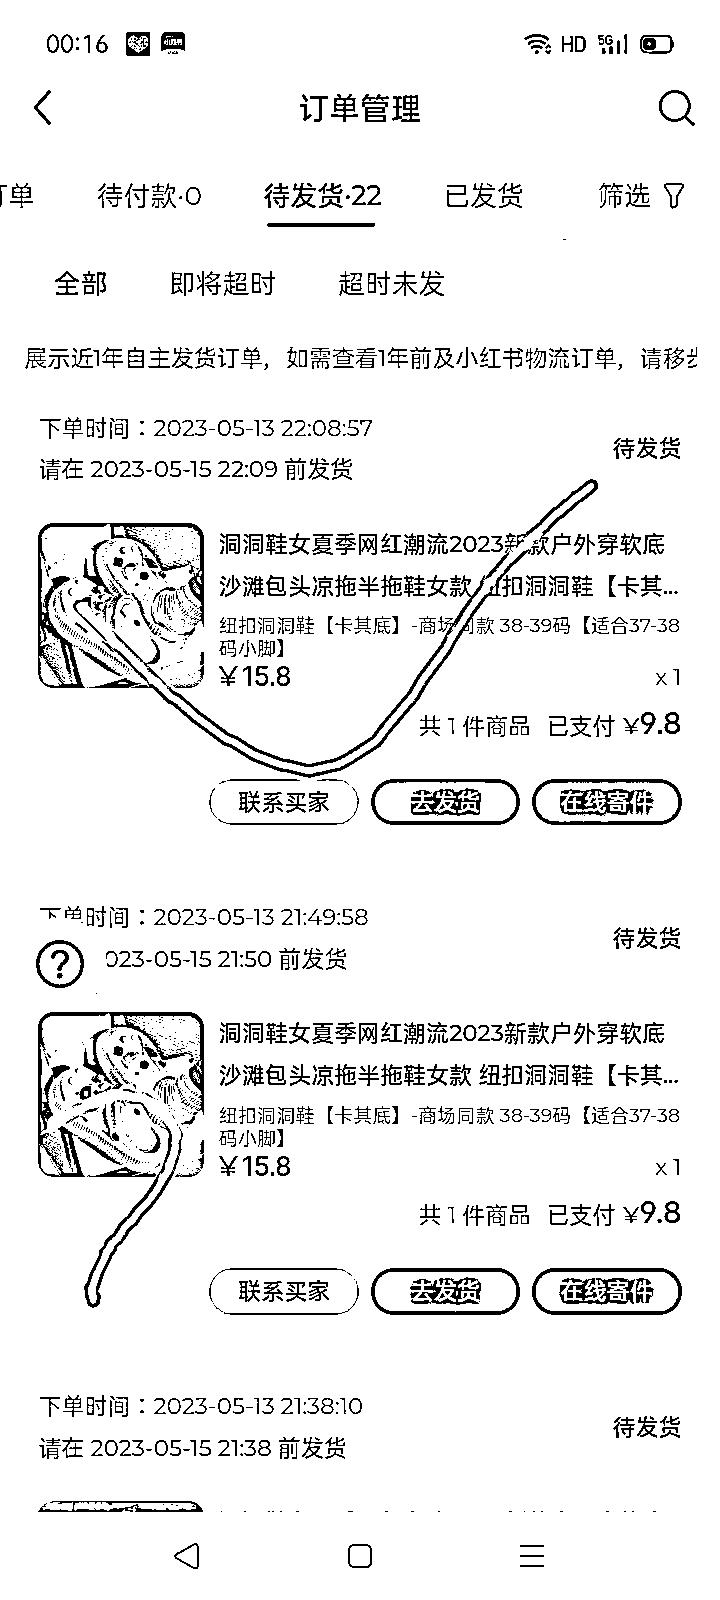 00:16 HD 5G
订单管理
订单 待付款·0 待发货·22 已发货 筛选
全部 即将超时 超时未发
展示近1年自主发货订单，如需查看1年前及小红书物流订单，请移步
下单时间：2023-05-13 22:08:57
待发货
请在 2023-05-15 22:09 前发货
洞洞鞋女夏季网红潮流2023新款户外穿软底
沙滩包头凉拖半拖鞋女款 纽扣洞洞鞋【卡其...
纽扣洞洞鞋【卡其底】-商场同款 38-39码【适合37-38
码小脚】
¥15.8 x1
共1件商品 已支付 ¥9.8
联系买家 去发货 在线寄件
下单时间：2023-05-13 21:49:58
待发货
023-05-15 21:50 前发货
洞洞鞋女夏季网红潮流2023新款户外穿软底
沙滩包头凉拖半拖鞋女款 纽扣洞洞鞋【卡其...
纽扣洞洞鞋【卡其底】-商场同款 38-39码【适合37-38
码小脚】
¥15.8 x1
共1件商品 已支付 ¥9.8
联系买家 去发货 在线寄件
下单时间：2023-05-13 21:38:10
待发货
请在 2023-05-15 21:38 前发货